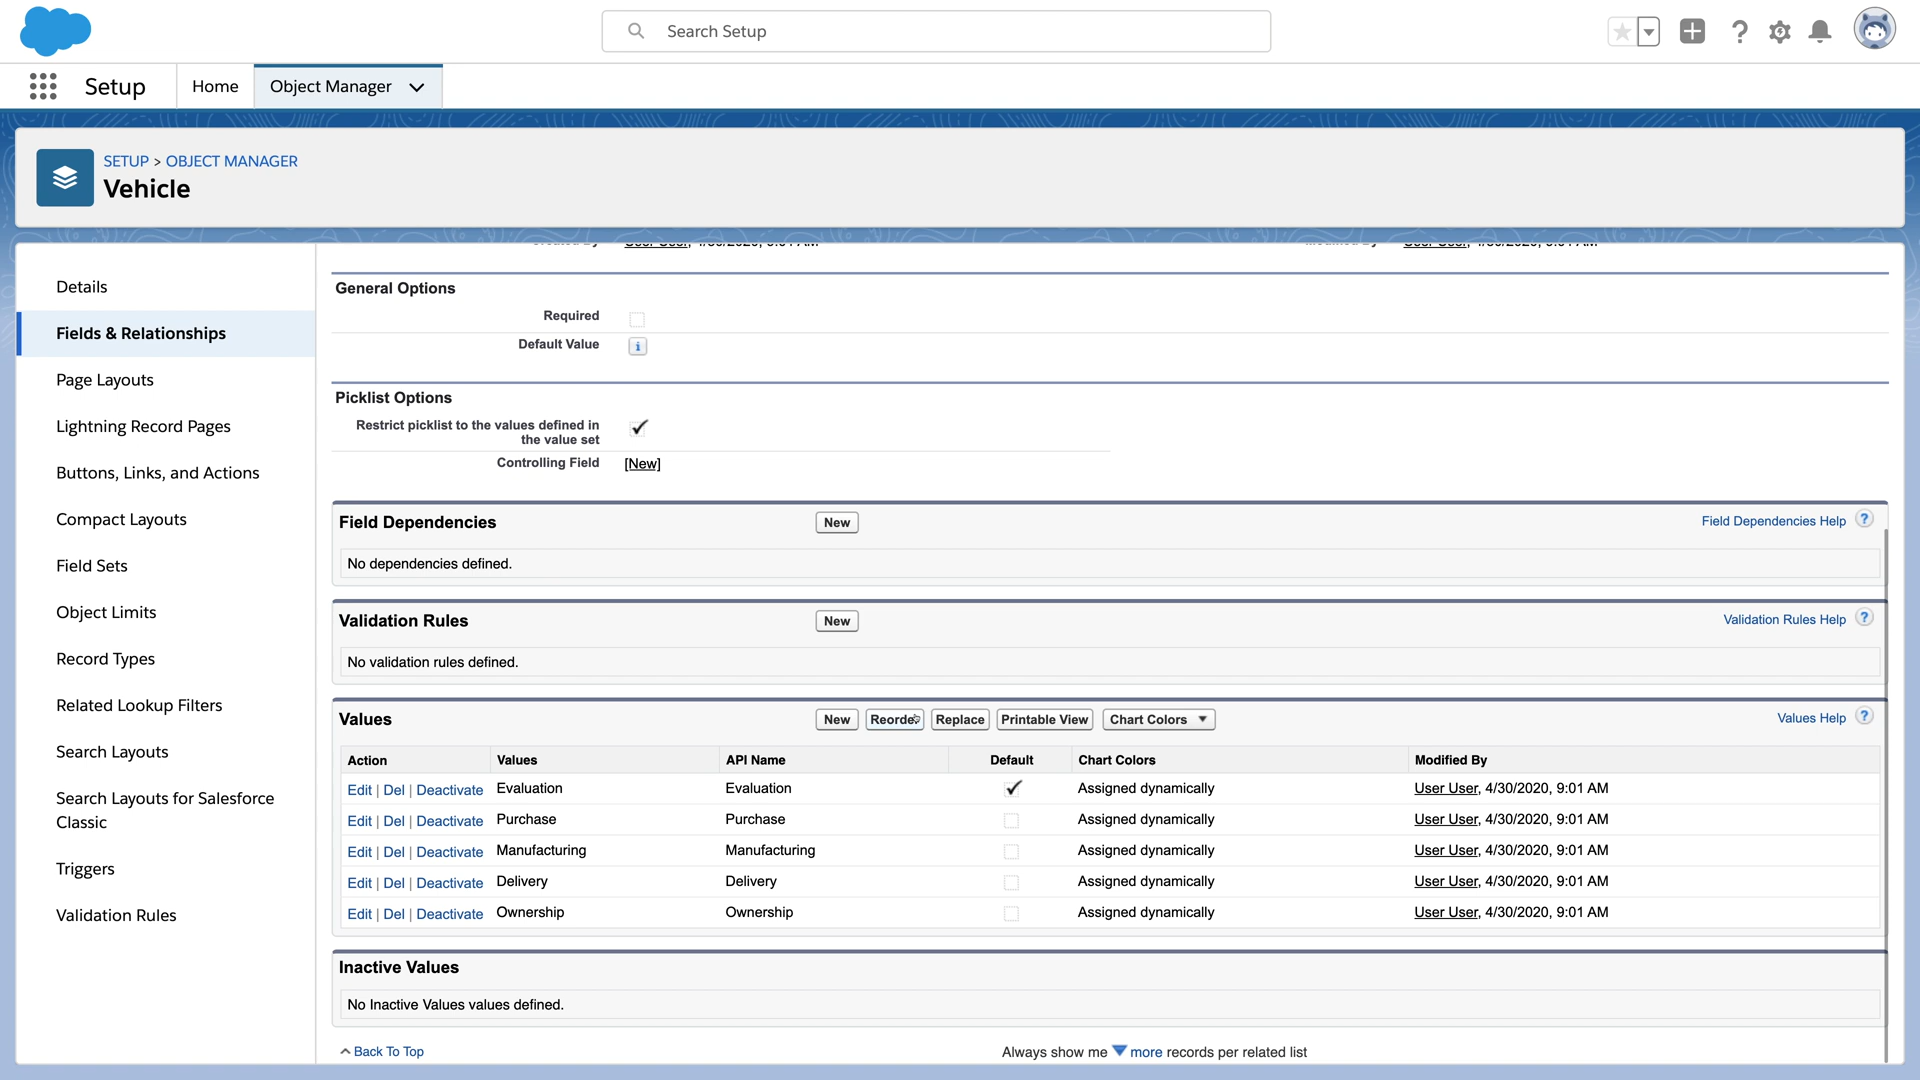 Search Setup
Setup
Home
Object Manager
SETUP > OBJECT MANAGER
Vehicle
Details
Fields & Relationships
Page Layouts
Lightning Record Pages
Buttons, Links, and Actions
Compact Layouts
Field Sets
Object Limits
Record Types
Related Lookup Filters
Search Layouts
Search Layouts for Salesforce
Classic
Triggers
Validation Rules
General Options
Required
Default Value
Picklist Options
Restrict picklist to the values defined in
the value set
Controlling Field [New]
Field Dependencies New Field Dependencies Help ?
No dependencies defined.
Validation Rules New Validation Rules Help ?
No validation rules defined.
Values New Reorder Replace Printable View Chart Colors Values Help ?
Action Values API Name Default Chart Colors Modified By
Edit | Del | Deactivate Evaluation Evaluation Assigned dynamically User User, 4/30/2020, 9:01 AM
Edit | Del | Deactivate Purchase Purchase Assigned dynamically User User, 4/30/2020, 9:01 AM
Edit | Del | Deactivate Manufacturing Manufacturing Assigned dynamically User User, 4/30/2020, 9:01 AM
Edit | Del | Deactivate Delivery Delivery Assigned dynamically User User, 4/30/2020, 9:01 AM
Edit | Del | Deactivate Ownership Ownership Assigned dynamically User User, 4/30/2020, 9:01 AM
Inactive Values
No Inactive Values values defined.
Back To Top
Always show me more records per related list